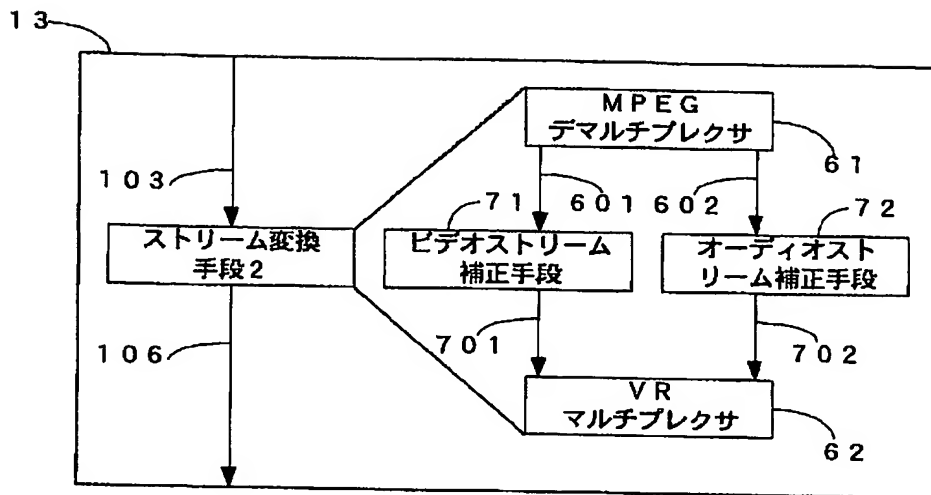 13
MPEG
デマルチプレクサ
61
103
601
602
71
72
ストリーム変換
手段2
ビデオストリーム
補正手段
オーディオスト
リーム補正手段
106
701
702
VR
マルチプレクサ
62